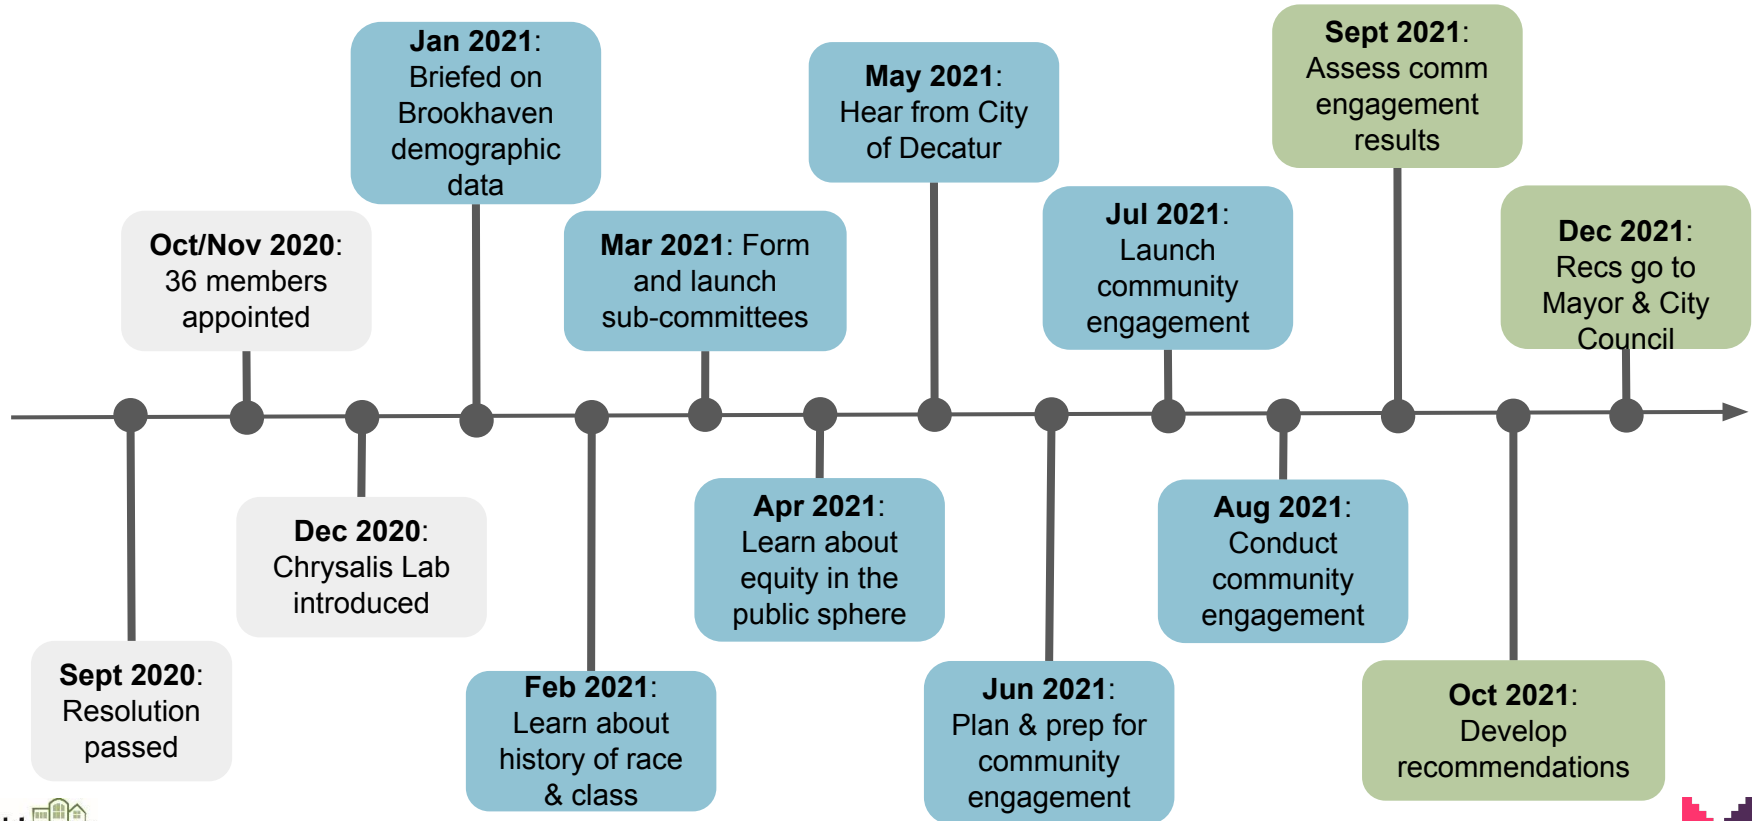 Sept 2020:
Resolution
passed
Oct/Nov 2020:
36 members
appointed
Dec 2020:
Chrysalis Lab
introduced
Jan 2021:
Briefed on
Brookhaven
demographic
data
Feb 2021:
Learn about
history of race
& class
Mar 2021: Form
and launch
sub-committees
Apr 2021:
Learn about
equity in the
public sphere
May 2021:
Hear from City
of Decatur
Jun 2021:
Plan & prep for
community
engagement
Jul 2021:
Launch
community
engagement
Aug 2021:
Conduct
community
engagement
Sept 2021:
Assess comm
engagement
results
Oct 2021:
Develop
recommendations
Dec 2021:
Recs go to
Mayor & City
Council